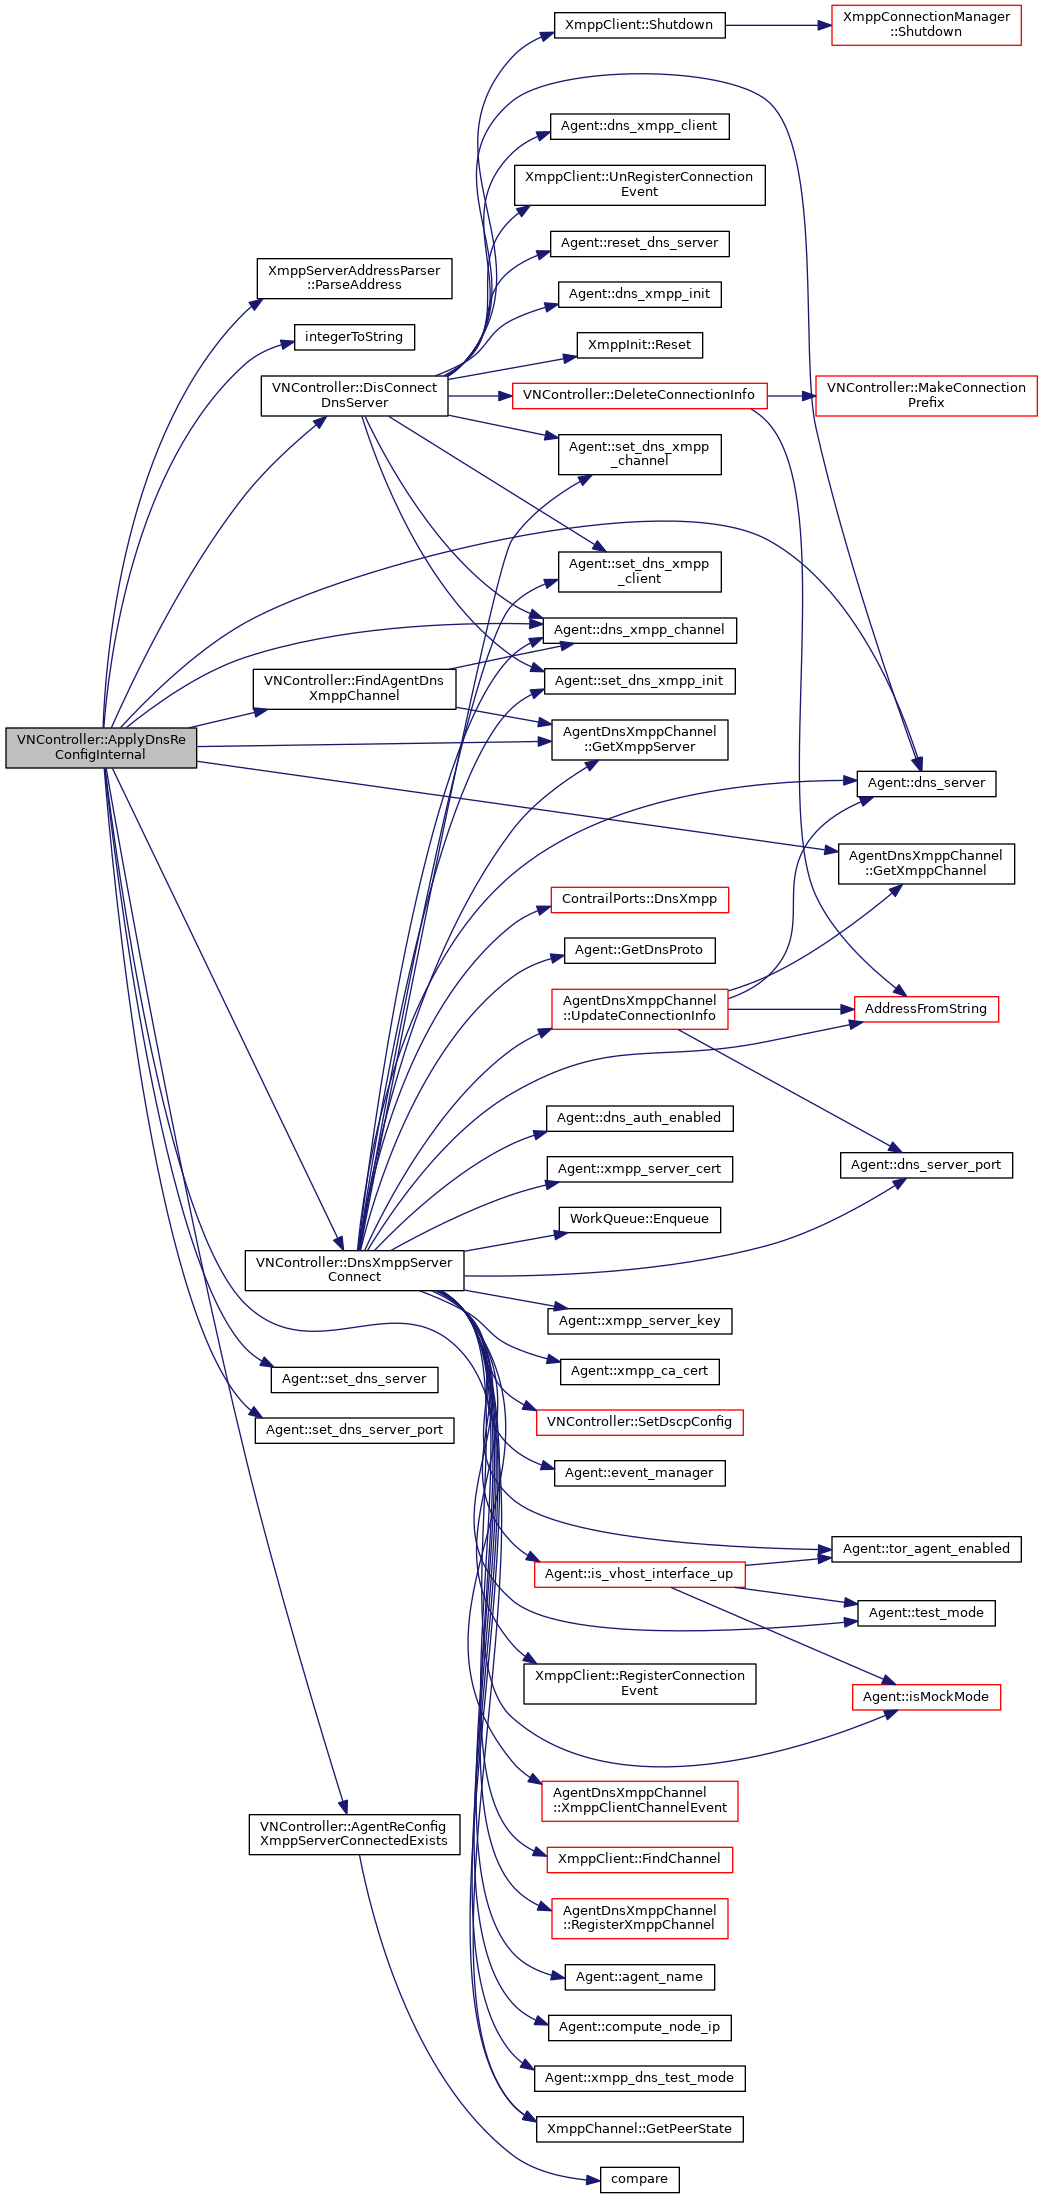 XmppClient::Shutdown
XmppConnectionManager
::Shutdown
Agent::dns_xmpp_client
XmppClient::UnRegisterConnection
Event
Agent::reset_dns_server
XmppServerAddressParser
::ParseAddress
Agent::dns_xmpp_init
integerToString
XmppInit::Reset
VNController::DisConnect
DnsServer
VNController::DeleteConnectionInfo
VNController::MakeConnection
Prefix
Agent::set_dns_xmpp
_channel
Agent::set_dns_xmpp
_client
Agent::dns_xmpp_channel
VNController::FindAgentDns
XmppChannel
Agent::set_dns_xmpp_init
VNController::ApplyDnsRe
ConfigInternal
AgentDnsXmppChannel
::GetXmppServer
Agent::dns_server
AgentDnsXmppChannel
::GetXmppChannel
ContrailPorts::DnsXmpp
Agent::GetDnsProto
AgentDnsXmppChannel
::UpdateConnectionInfo
AddressFromString
Agent::dns_auth_enabled
Agent::xmpp_server_cert
Agent::dns_server_port
WorkQueue::Enqueue
VNController::DnsXmppServer
Connect
Agent::xmpp_server_key
Agent::xmpp_ca_cert
Agent::set_dns_server
VNController::SetDscpConfig
Agent::set_dns_server_port
Agent::event_manager
Agent::tor_agent_enabled
Agent::is_vhost_interface_up
Agent::test_mode
XmppClient::RegisterConnection
Event
Agent::isMockMode
AgentDnsXmppChannel
::XmppClientChannelEvent
VNController::AgentReConfig
XmppServerConnectedExists
XmppClient::FindChannel
AgentDnsXmppChannel
::RegisterXmppChannel
Agent::agent_name
Agent::compute_node_ip
Agent::xmpp_dns_test_mode
XmppChannel::GetPeerState
compare